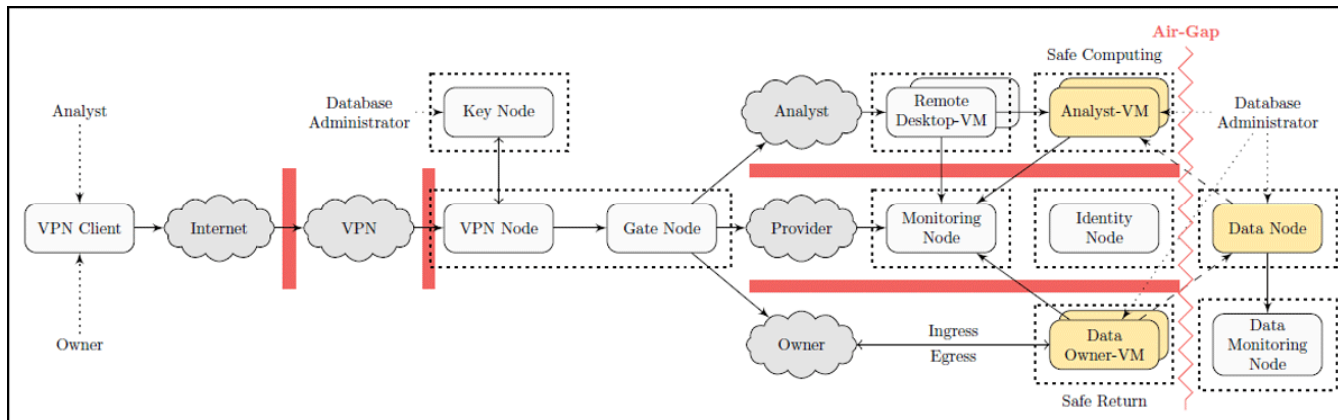 Air-Gap
Safe Computing
Analyst
Database
Administrator
Key Node
Analyst
Remote
Desktop-VM
Analyst-VM
Database
Administrator
VPN Client
Internet
VPN
VPN Node
Gate Node
Provider
Monitoring
Node
Identity
Node
Data Node
Owner
Owner
Ingress
Egress
Data
Owner-VM
Data
Monitoring
Node
Safe Return